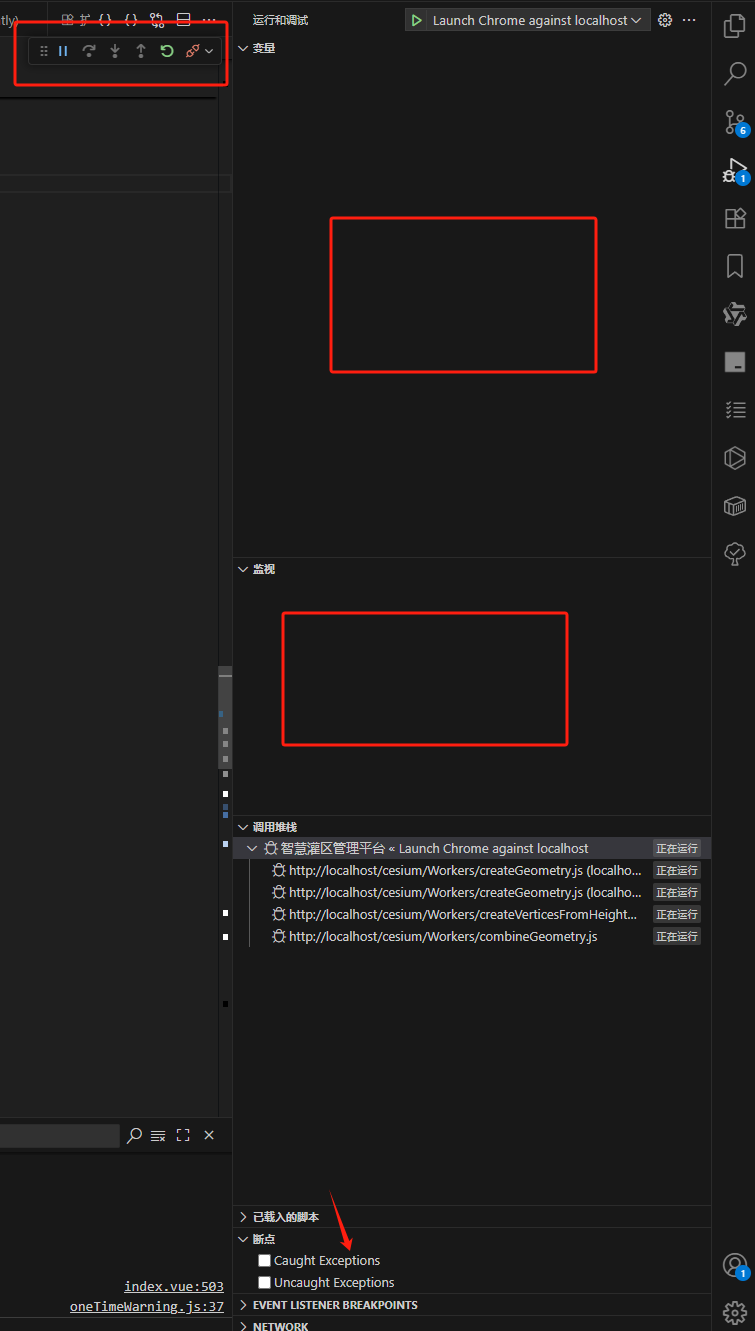 tly)
运行和调试
Launch Chrome against localhost
变量
6
1
监视
调用堆栈
智慧灌区管理平台 « Launch Chrome against localhost 正在运行
http://localhost/cesium/Workers/createGeometry.js (localho... 正在运行
http://localhost/cesium/Workers/createGeometry.js (localho... 正在运行
http://localhost/cesium/Workers/createVerticesFromHeight... 正在运行
http://localhost/cesium/Workers/combineGeometry.js 正在运行
已载入的脚本
断点
Caught Exceptions
Uncaught Exceptions
index.vue:503
oneTimeWarning.js:37
EVENT LISTENER BREAKPOINTS
NETWORK
1